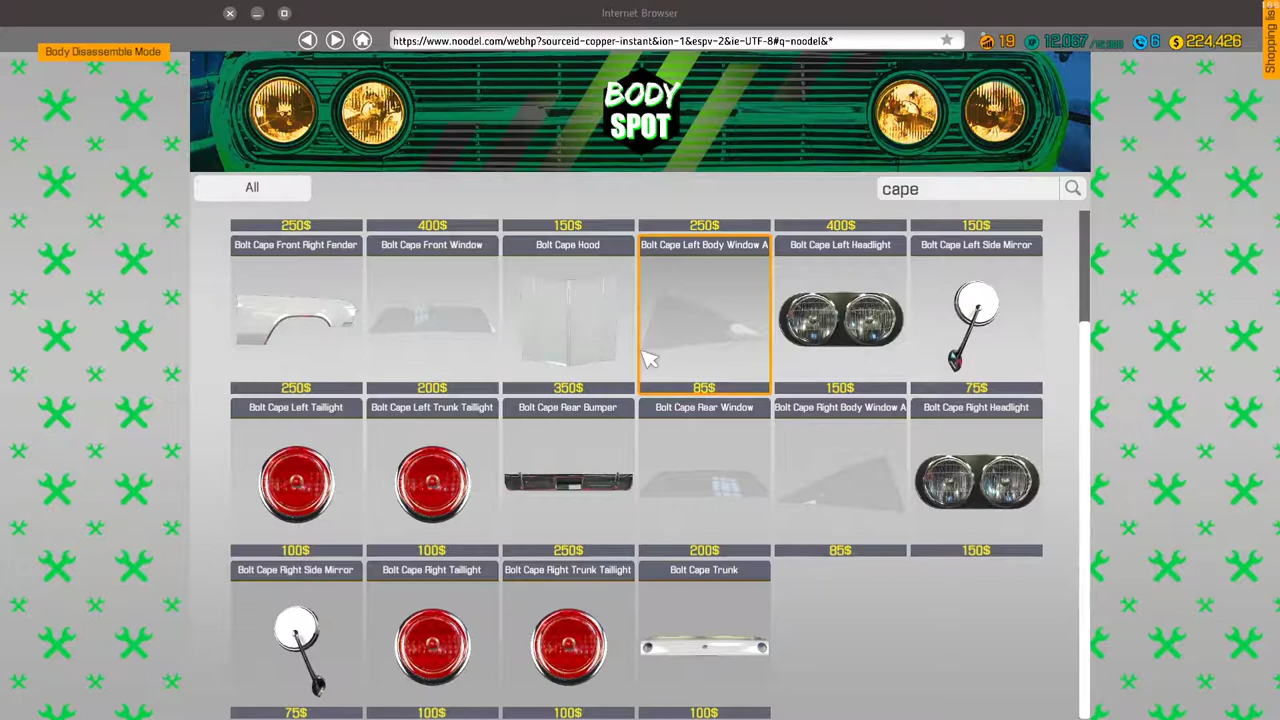 Internet Browser
https://www.noodel.com/webhp?sourceid=copper-instant&ion=1&espv=2&ie=UTF-8#q=noodel&*
19
XP 12,067
6
$ 224,426
Shopping lis
Body Disassemble Mode
BODY
SPOT
All
cape
250$ 400$ 150$ 250$ 400$ 150$
Bolt Cape Front Right Fender Bolt Cape Front Window Bolt Cape Hood Bolt Cape Left Body Window A Bolt Cape Left Headlight Bolt Cape Left Side Mirror
250$ 200$ 350$ 85$ 150$ 75$
Bolt Cape Left Taillight Bolt Cape Left Trunk Taillight Bolt Cape Rear Bumper Bolt Cape Rear Window Bolt Cape Right Body Window A Bolt Cape Right Headlight
100$ 100$ 250$ 200$ 85$ 150$
Bolt Cape Right Side Mirror Bolt Cape Right Taillight Bolt Cape Right Trunk Taillight Bolt Cape Trunk
75$ 100$ 100$ 100$